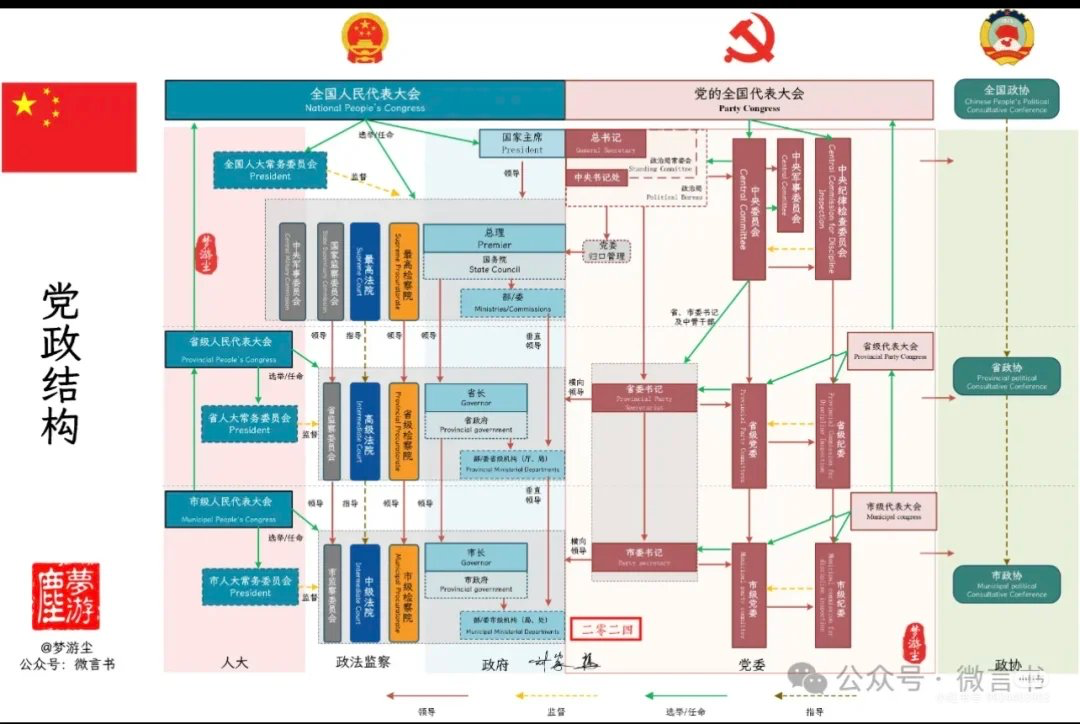 全国人民代表大会
National People's Congress
党的全国代表大会
Party Congress
全国政协
Chinese People's Political
Consultative Conference
选举/任命
国家主席
President
总书记
General Secretary
政治局常委会
Standing Committee
中央书记处
政治局
Political Bureau
全国人大常务委员会
President
监督
领导
中央委员会
Central Committee
中央军事委员会
Central Committee
中央纪律检查委员会
Central Commission for Discipline
Inspection
中央军事委员会
Central Military Commission
国家监察委员会
最高法院
Supreme Court
最高检察院
Supreme Procuratorate
总理
Premier
国务院
State Council
部/委
Ministries/Commissions
党委
归口管理
省、市委书记
及中管干部
领导
指导
领导
领导
垂直
领导
省级人民代表大会
Provincial People's Congress
选举/任命
省人大常务委员会
President
监督
省监察委员会
高级法院
Intermediate Court
省级检察院
Provincial Procuratorate
省长
Governor
省政府
Provincial government
部/委省级机构（厅、局）
Provincial Ministerial Departments
横向
领导
省委书记
Provincial Party
Secretariat
省级党委
Provincial Party Committee
省级纪委
Provincial Commission for
Discipline Inspection
省级代表大会
Provincial Party Congress
省政协
Provincial political
Consultative Conference
领导
指导
领导
领导
垂直
领导
市级人民代表大会
Municipal People's Congress
选举/任命
市人大常务委员会
President
监督
市监察委员会
中级法院
Intermediate Court
市级检察院
Municipal Procuratorate
市长
Governor
市政府
Provincial government
部/委市级机构（局、处）
Municipal Ministerial Departments
横向
领导
市委书记
Party secretary
市级党委
Municipal party committee
市级纪委
Municipal commission for
discipline inspection
市级代表大会
Municipal congress
市政协
Municipal political
Consultative Conference
二零二四
人大
政法监察
政府
党委
政协
领导
监督
选举/任命
指导
党政结构
梦游尘
夢游塵
@梦游尘
公众号：微言书
梦游尘
公众号·微言书